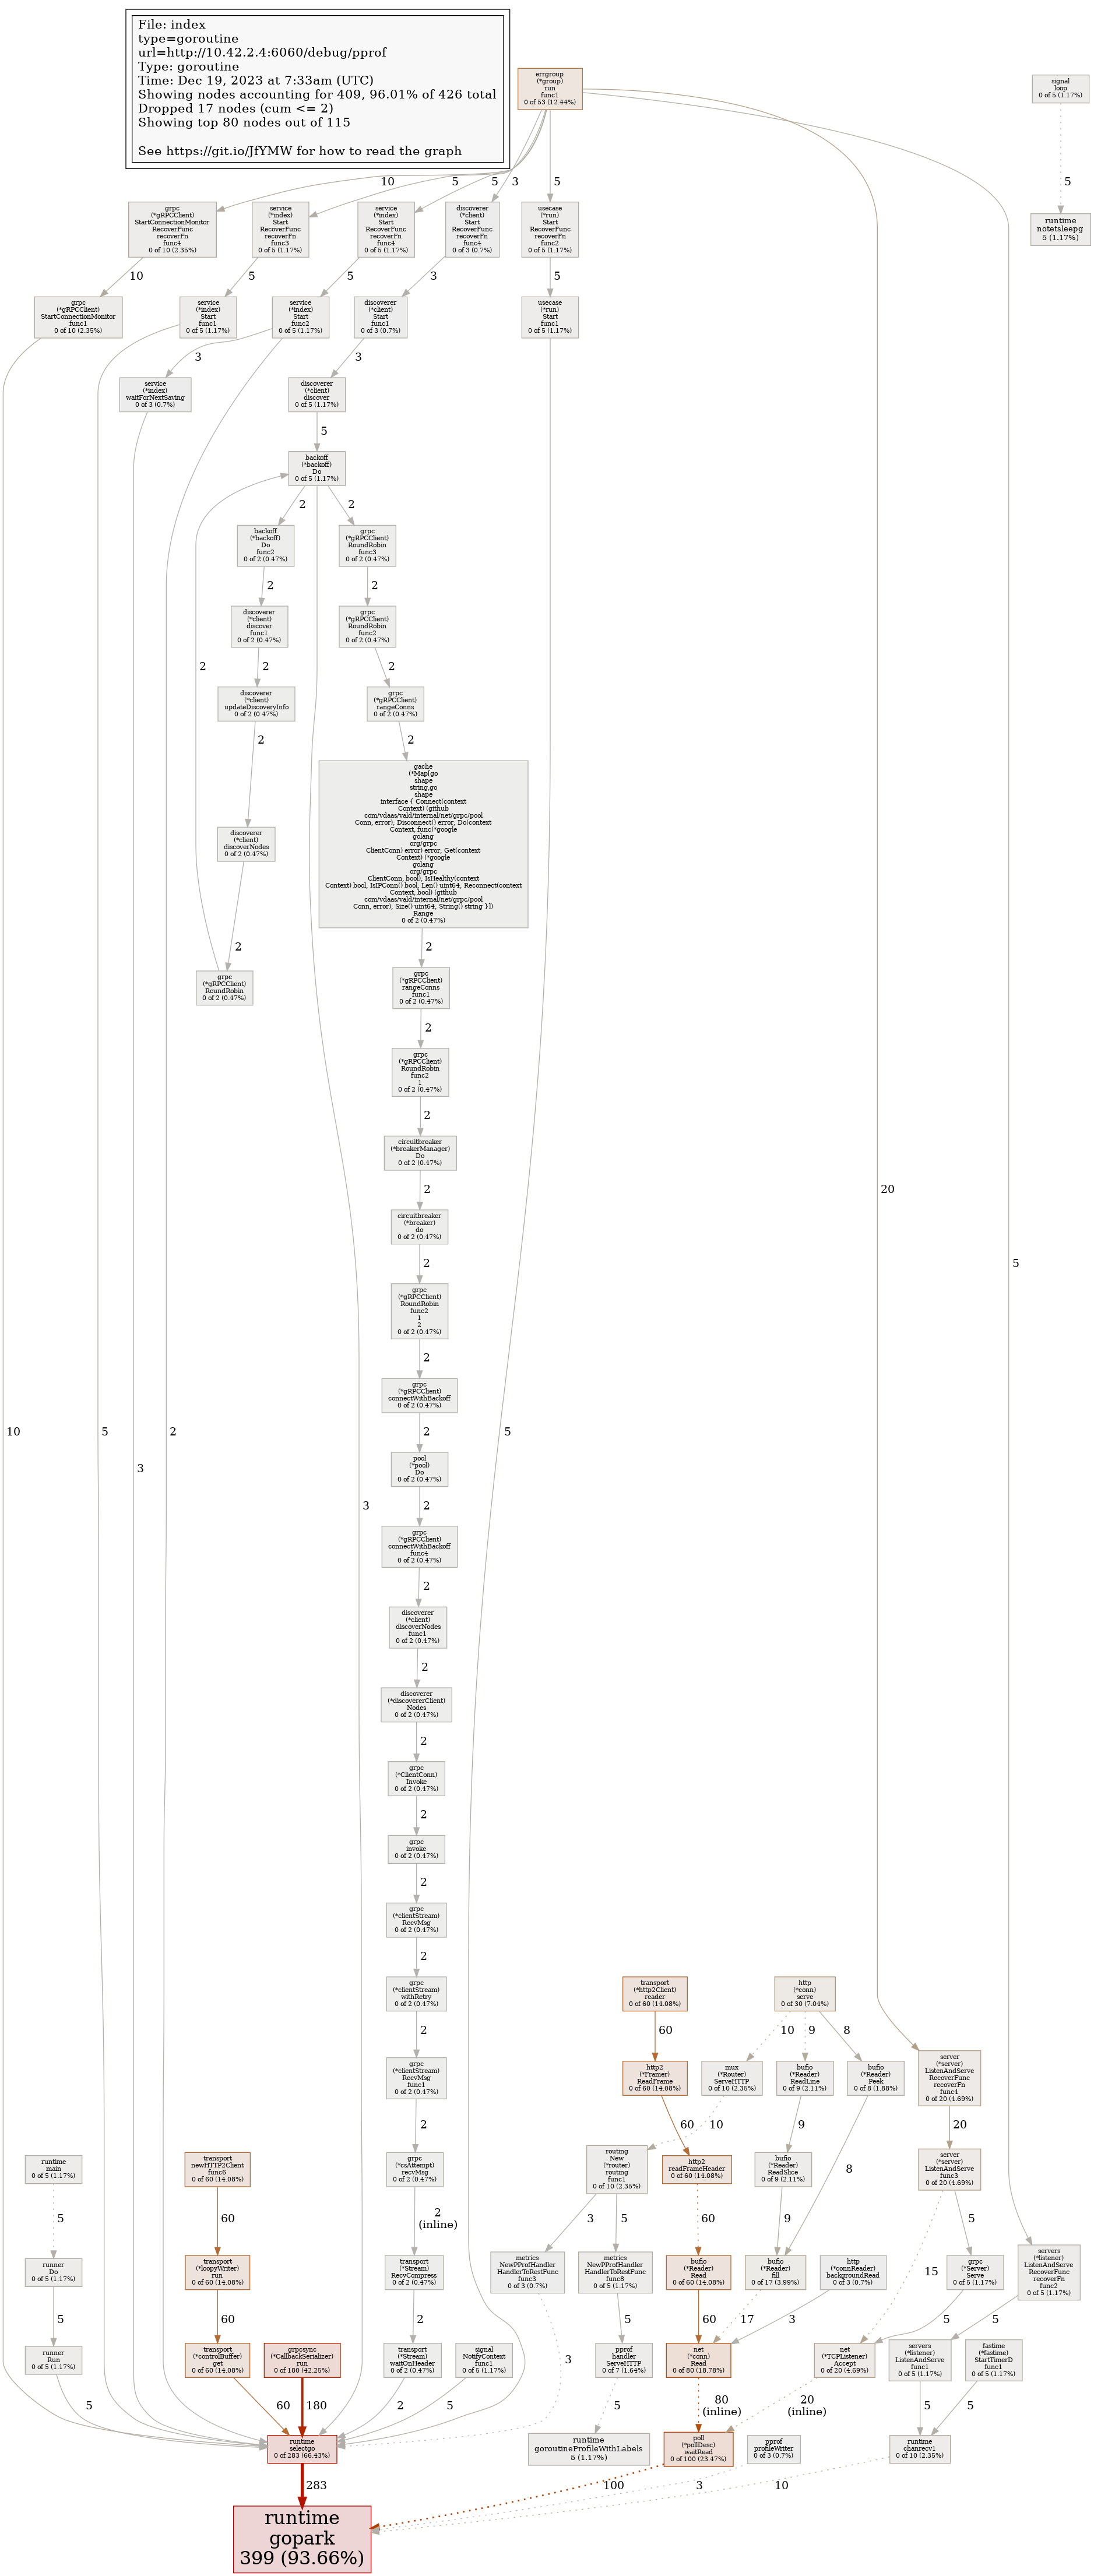 File: index
type=goroutine
url=http://10.42.2.4:6060/debug/pprof
Type: goroutine
Time: Dec 19, 2023 at 7:33am (UTC)
Showing nodes accounting for 409, 96.01% of 426 total
Dropped 17 nodes (cum <= 2)
Showing top 80 nodes out of 115
See https://git.io/JfYMW for how to read the graph
errgroup
(*group)
run
func1
0 of 53 (12.44%)
signal
loop
0 of 5 (1.17%)
10
5
5
3
5
5
grpc
(*gRPCClient)
StartConnectionMonitor
RecoverFunc
recoverFn
func4
0 of 10 (2.35%)
service
(*index)
Start
RecoverFunc
recoverFn
func3
0 of 5 (1.17%)
service
(*index)
Start
RecoverFunc
recoverFn
func4
0 of 5 (1.17%)
discoverer
(*client)
Start
RecoverFunc
recoverFn
func4
0 of 3 (0.7%)
usecase
(*run)
Start
RecoverFunc
recoverFn
func2
0 of 5 (1.17%)
runtime
notetsleepg
5 (1.17%)
10
5
5
3
5
grpc
(*gRPCClient)
StartConnectionMonitor
func1
0 of 10 (2.35%)
service
(*index)
Start
func1
0 of 5 (1.17%)
service
(*index)
Start
func2
0 of 5 (1.17%)
discoverer
(*client)
Start
func1
0 of 3 (0.7%)
usecase
(*run)
Start
func1
0 of 5 (1.17%)
3
3
service
(*index)
waitForNextSaving
0 of 3 (0.7%)
discoverer
(*client)
discover
0 of 5 (1.17%)
5
backoff
(*backoff)
Do
0 of 5 (1.17%)
2
2
backoff
(*backoff)
Do
func2
0 of 2 (0.47%)
grpc
(*gRPCClient)
RoundRobin
func3
0 of 2 (0.47%)
2
2
discoverer
(*client)
discover
func1
0 of 2 (0.47%)
grpc
(*gRPCClient)
RoundRobin
func2
0 of 2 (0.47%)
2
2
2
discoverer
(*client)
updateDiscoveryInfo
0 of 2 (0.47%)
grpc
(*gRPCClient)
rangeConns
0 of 2 (0.47%)
2
2
gache
(*Map[go
shape
string,go
shape
interface { Connect(context
Context) (github
com/vdaas/vald/internal/net/grpc/pool
Conn, error); Disconnect() error; Do(context
Context, func(*google
golang
org/grpc
ClientConn) error) error; Get(context
Context) (*google
golang
org/grpc
ClientConn, bool); IsHealthy(context
Context) bool; IsIPConn() bool; Len() uint64; Reconnect(context
Context, bool) (github
com/vdaas/vald/internal/net/grpc/pool
Conn, error); Size() uint64; String() string }])
Range
0 of 2 (0.47%)
discoverer
(*client)
discoverNodes
0 of 2 (0.47%)
2
2
grpc
(*gRPCClient)
RoundRobin
0 of 2 (0.47%)
grpc
(*gRPCClient)
rangeConns
func1
0 of 2 (0.47%)
2
grpc
(*gRPCClient)
RoundRobin
func2
1
0 of 2 (0.47%)
2
circuitbreaker
(*breakerManager)
Do
0 of 2 (0.47%)
2
20
circuitbreaker
(*breaker)
do
0 of 2 (0.47%)
2
5
grpc
(*gRPCClient)
RoundRobin
func2
1
2
0 of 2 (0.47%)
2
grpc
(*gRPCClient)
connectWithBackoff
0 of 2 (0.47%)
10
5
2
2
5
pool
(*pool)
Do
0 of 2 (0.47%)
3
2
3
grpc
(*gRPCClient)
connectWithBackoff
func4
0 of 2 (0.47%)
2
discoverer
(*client)
discoverNodes
func1
0 of 2 (0.47%)
2
discoverer
(*discovererClient)
Nodes
0 of 2 (0.47%)
2
grpc
(*ClientConn)
Invoke
0 of 2 (0.47%)
2
grpc
invoke
0 of 2 (0.47%)
2
grpc
(*clientStream)
RecvMsg
0 of 2 (0.47%)
2
grpc
(*clientStream)
withRetry
0 of 2 (0.47%)
transport
(*http2Client)
reader
0 of 60 (14.08%)
http
(*conn)
serve
0 of 30 (7.04%)
2
60
10
9
8
grpc
(*clientStream)
RecvMsg
func1
0 of 2 (0.47%)
http2
(*Framer)
ReadFrame
0 of 60 (14.08%)
mux
(*Router)
ServeHTTP
0 of 10 (2.35%)
bufio
(*Reader)
ReadLine
0 of 9 (2.11%)
bufio
(*Reader)
Peek
0 of 8 (1.88%)
server
(*server)
ListenAndServe
RecoverFunc
recoverFn
func4
0 of 20 (4.69%)
2
60
10
9
20
runtime
main
0 of 5 (1.17%)
transport
newHTTP2Client
func6
0 of 60 (14.08%)
grpc
(*csAttempt)
recvMsg
0 of 2 (0.47%)
routing
New
(*router)
routing
func1
0 of 10 (2.35%)
http2
readFrameHeader
0 of 60 (14.08%)
bufio
(*Reader)
ReadSlice
0 of 9 (2.11%)
8
server
(*server)
ListenAndServe
func3
0 of 20 (4.69%)
5
60
2
(inline)
3
5
60
9
5
runner
Do
0 of 5 (1.17%)
transport
(*loopyWriter)
run
0 of 60 (14.08%)
transport
(*Stream)
RecvCompress
0 of 2 (0.47%)
metrics
NewPProfHandler
HandlerToRestFunc
func3
0 of 3 (0.7%)
metrics
NewPProfHandler
HandlerToRestFunc
func8
0 of 5 (1.17%)
bufio
(*Reader)
Read
0 of 60 (14.08%)
bufio
(*Reader)
fill
0 of 17 (3.99%)
http
(*connReader)
backgroundRead
0 of 3 (0.7%)
15
grpc
(*Server)
Serve
0 of 5 (1.17%)
servers
(*listener)
ListenAndServe
RecoverFunc
recoverFn
func2
0 of 5 (1.17%)
5
60
2
5
60
17
3
5
5
runner
Run
0 of 5 (1.17%)
transport
(*controlBuffer)
get
0 of 60 (14.08%)
grpcsync
(*CallbackSerializer)
run
0 of 180 (42.25%)
transport
(*Stream)
waitOnHeader
0 of 2 (0.47%)
signal
NotifyContext
func1
0 of 5 (1.17%)
3
pprof
handler
ServeHTTP
0 of 7 (1.64%)
net
(*conn)
Read
0 of 80 (18.78%)
net
(*TCPListener)
Accept
0 of 20 (4.69%)
servers
(*listener)
ListenAndServe
func1
0 of 5 (1.17%)
fastime
(*fastime)
StartTimerD
func1
0 of 5 (1.17%)
5
60
180
2
5
5
80
(inline)
20
(inline)
5
5
runtime
selectgo
0 of 283 (66.43%)
runtime
goroutineProfileWithLabels
5 (1.17%)
poll
(*pollDesc)
waitRead
0 of 100 (23.47%)
pprof
profileWriter
0 of 3 (0.7%)
runtime
chanrecv1
0 of 10 (2.35%)
283
100
3
10
runtime
gopark
399 (93.66%)